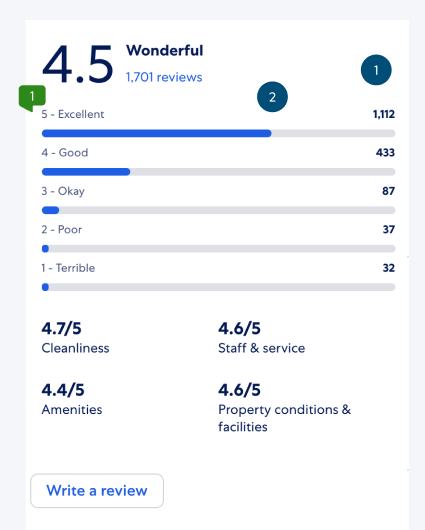 4.5
Wonderful
1,701 reviews
1
1
2
5 - Excellent 1,112
4 - Good 433
3 - Okay 87
2 - Poor 37
1 - Terrible 32
4.7/5 4.6/5
Cleanliness Staff & service
4.4/5 4.6/5
Amenities Property conditions &
facilities
Write a review